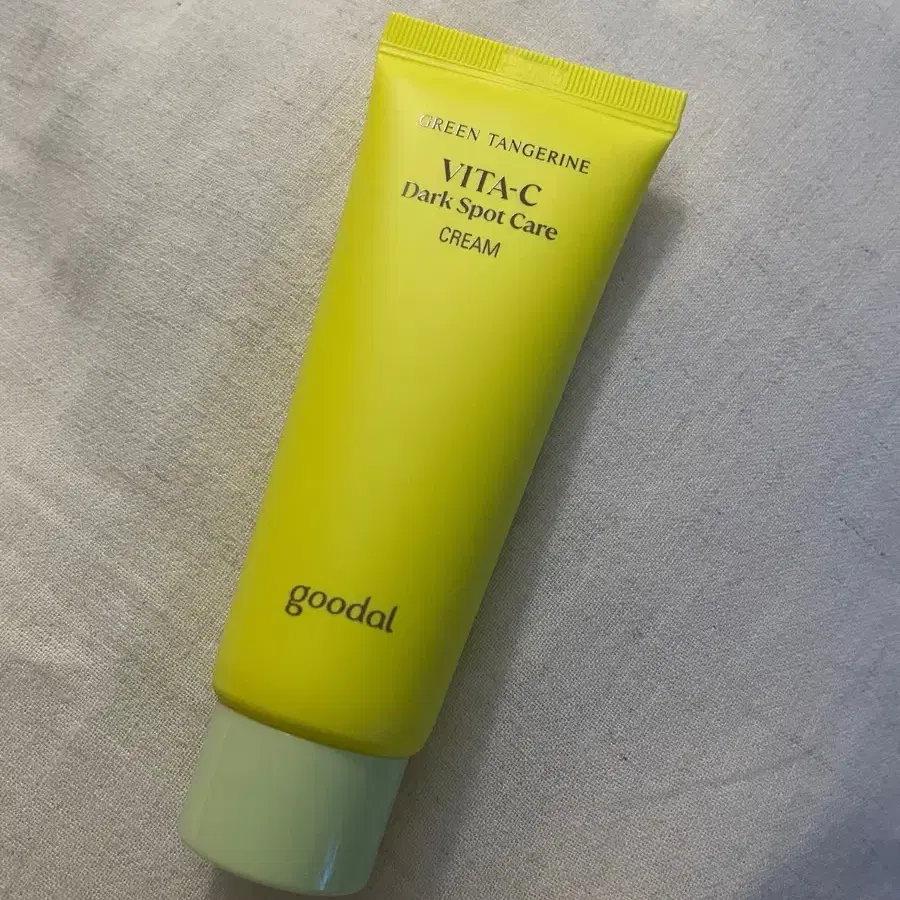 GREEN TANGERINE
VITA-C
Dark Spot Care
CREAM
goodal